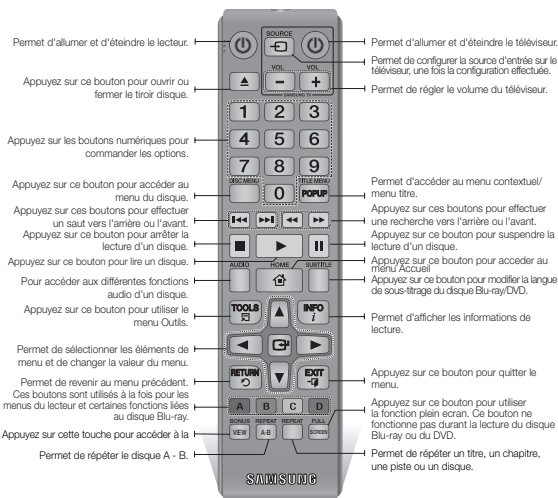 Permet d'allumer et d'éteindre le lecteur.
Appuyez sur ce bouton pour ouvrir ou
fermer le tiroir disque.
Appuyez sur les boutons numériques pour
commander les options.
Appuyez sur ce bouton pour accéder au
menu du disque.
Appuyez sur ces boutons pour effectuer
un saut vers l'arrière ou l'avant.
Appuyez sur ce bouton pour arrêter la
lecture d'un disque.
Appuyez sur ce bouton pour lire un disque.
Pour accéder aux différentes fonctions
audio d'un disque.
Appuyez sur ce bouton pour utiliser le
menu Outils.
Permet de sélectionner les éléments de
menu et de changer la valeur du menu.
Permet de revenir au menu précédent.
Ces boutons sont utilisés à la fois pour les
menus du lecteur et certaines fonctions liées
au disque Blu-ray.
Appuyez sur cette touche pour accéder à la
Permet de répéter le disque A - B.
SOURCE
VOL VOL
- +
SAMSUNG TV
1 2 3
4 5 6
7 8 9
DISC MENU TITLE MENU
0 POPUP
AUDIO HOME SUBTITLE
TOOLS INFO
i
RETURN EXIT
A B C D
BONUS REPEAT REPEAT FULL
VIEW A-B SCREEN
SAMSUNG
Permet d'allumer et d'éteindre le téléviseur.
Permet de configurer la source d'entrée sur le
téléviseur, une fois la configuration effectuée.
Permet de régler le volume du téléviseur.
Permet d'accéder au menu contextuel/
menu titre.
Appuyez sur ces boutons pour effectuer
une recherche vers l'arrière ou l'avant.
Appuyez sur ce bouton pour suspendre la
lecture d'un disque.
Appuyez sur ce bouton pour acceder au
menu Accueil
Appuyez sur ce bouton pour modifier la langue
de sous-titrage du disque Blu-ray/DVD.
Permet d'afficher les informations de
lecture.
Appuyez sur ce bouton pour quitter le
menu.
Appuyez sur ce bouton pour utiliser
la fonction plein ecran. Ce bouton ne
fonctionne pas durant la lecture du disque
Blu-ray ou du DVD.
Permet de répéter un titre, un chapitre,
une piste ou un disque.